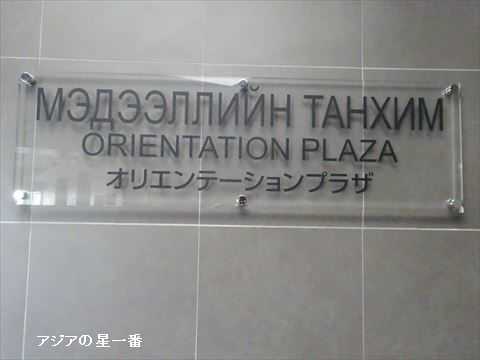 МЭДЭЭЛЛИЙН ТАНХИМ
ORIENTATION PLAZA
オリエンテーションプラザ
アジアの星一番